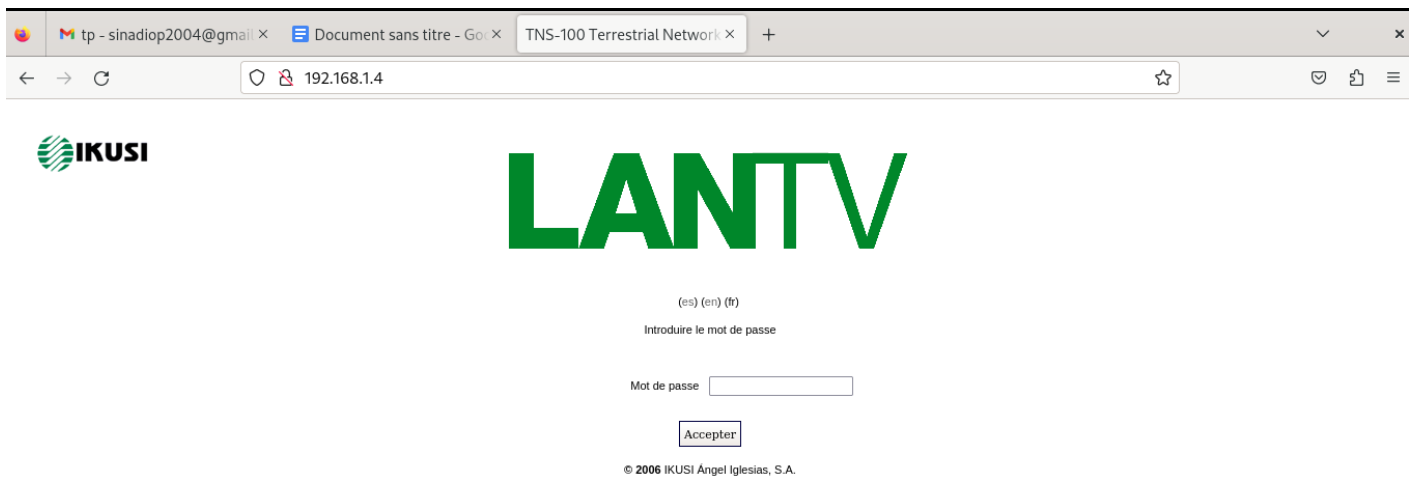 tp - sinadiop2004@gmail
Document sans titre - Goo
TNS-100 Terrestrial Network
192.168.1.4
IKUSI
LANTV
(es) (en) (fr)
Introduire le mot de passe
Mot de passe
Accepter
© 2006 IKUSI Ángel Iglesias, S.A.